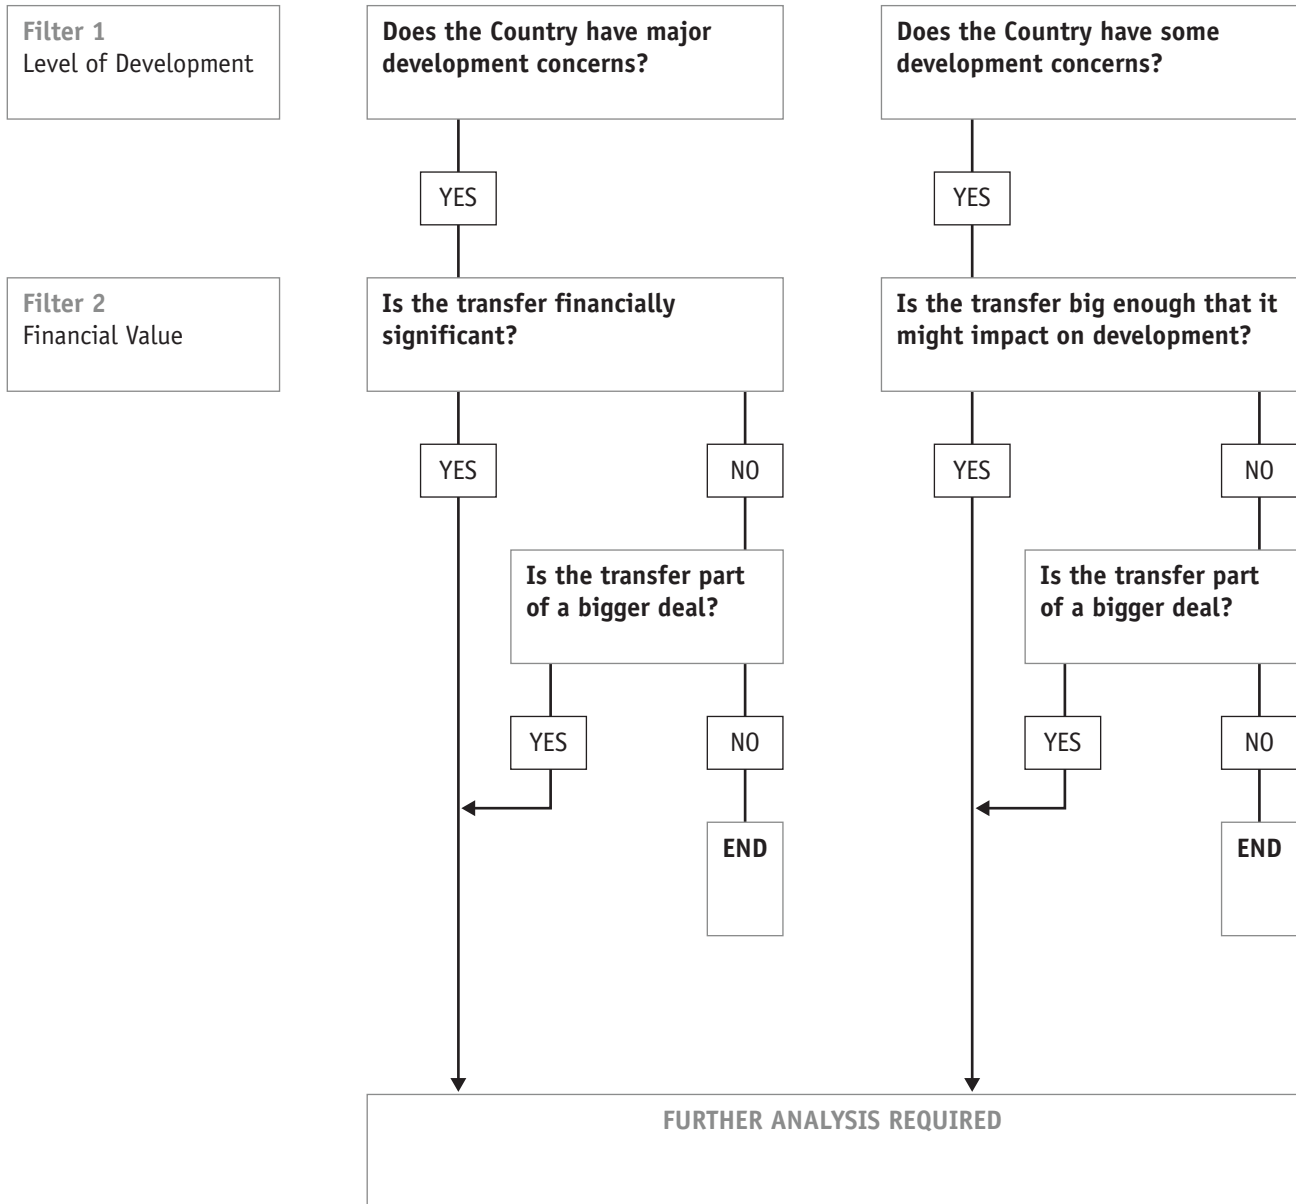 Filter 1
Level of Development
Does the Country have major
development concerns?
Does the Country have some
development concerns?
YES
YES
Filter 2
Financial Value
Is the transfer financially
significant?
Is the transfer big enough that it
might impact on development?
YES
NO
YES
NO
Is the transfer part
of a bigger deal?
Is the transfer part
of a bigger deal?
YES
NO
YES
NO
END
END
FURTHER ANALYSIS REQUIRED